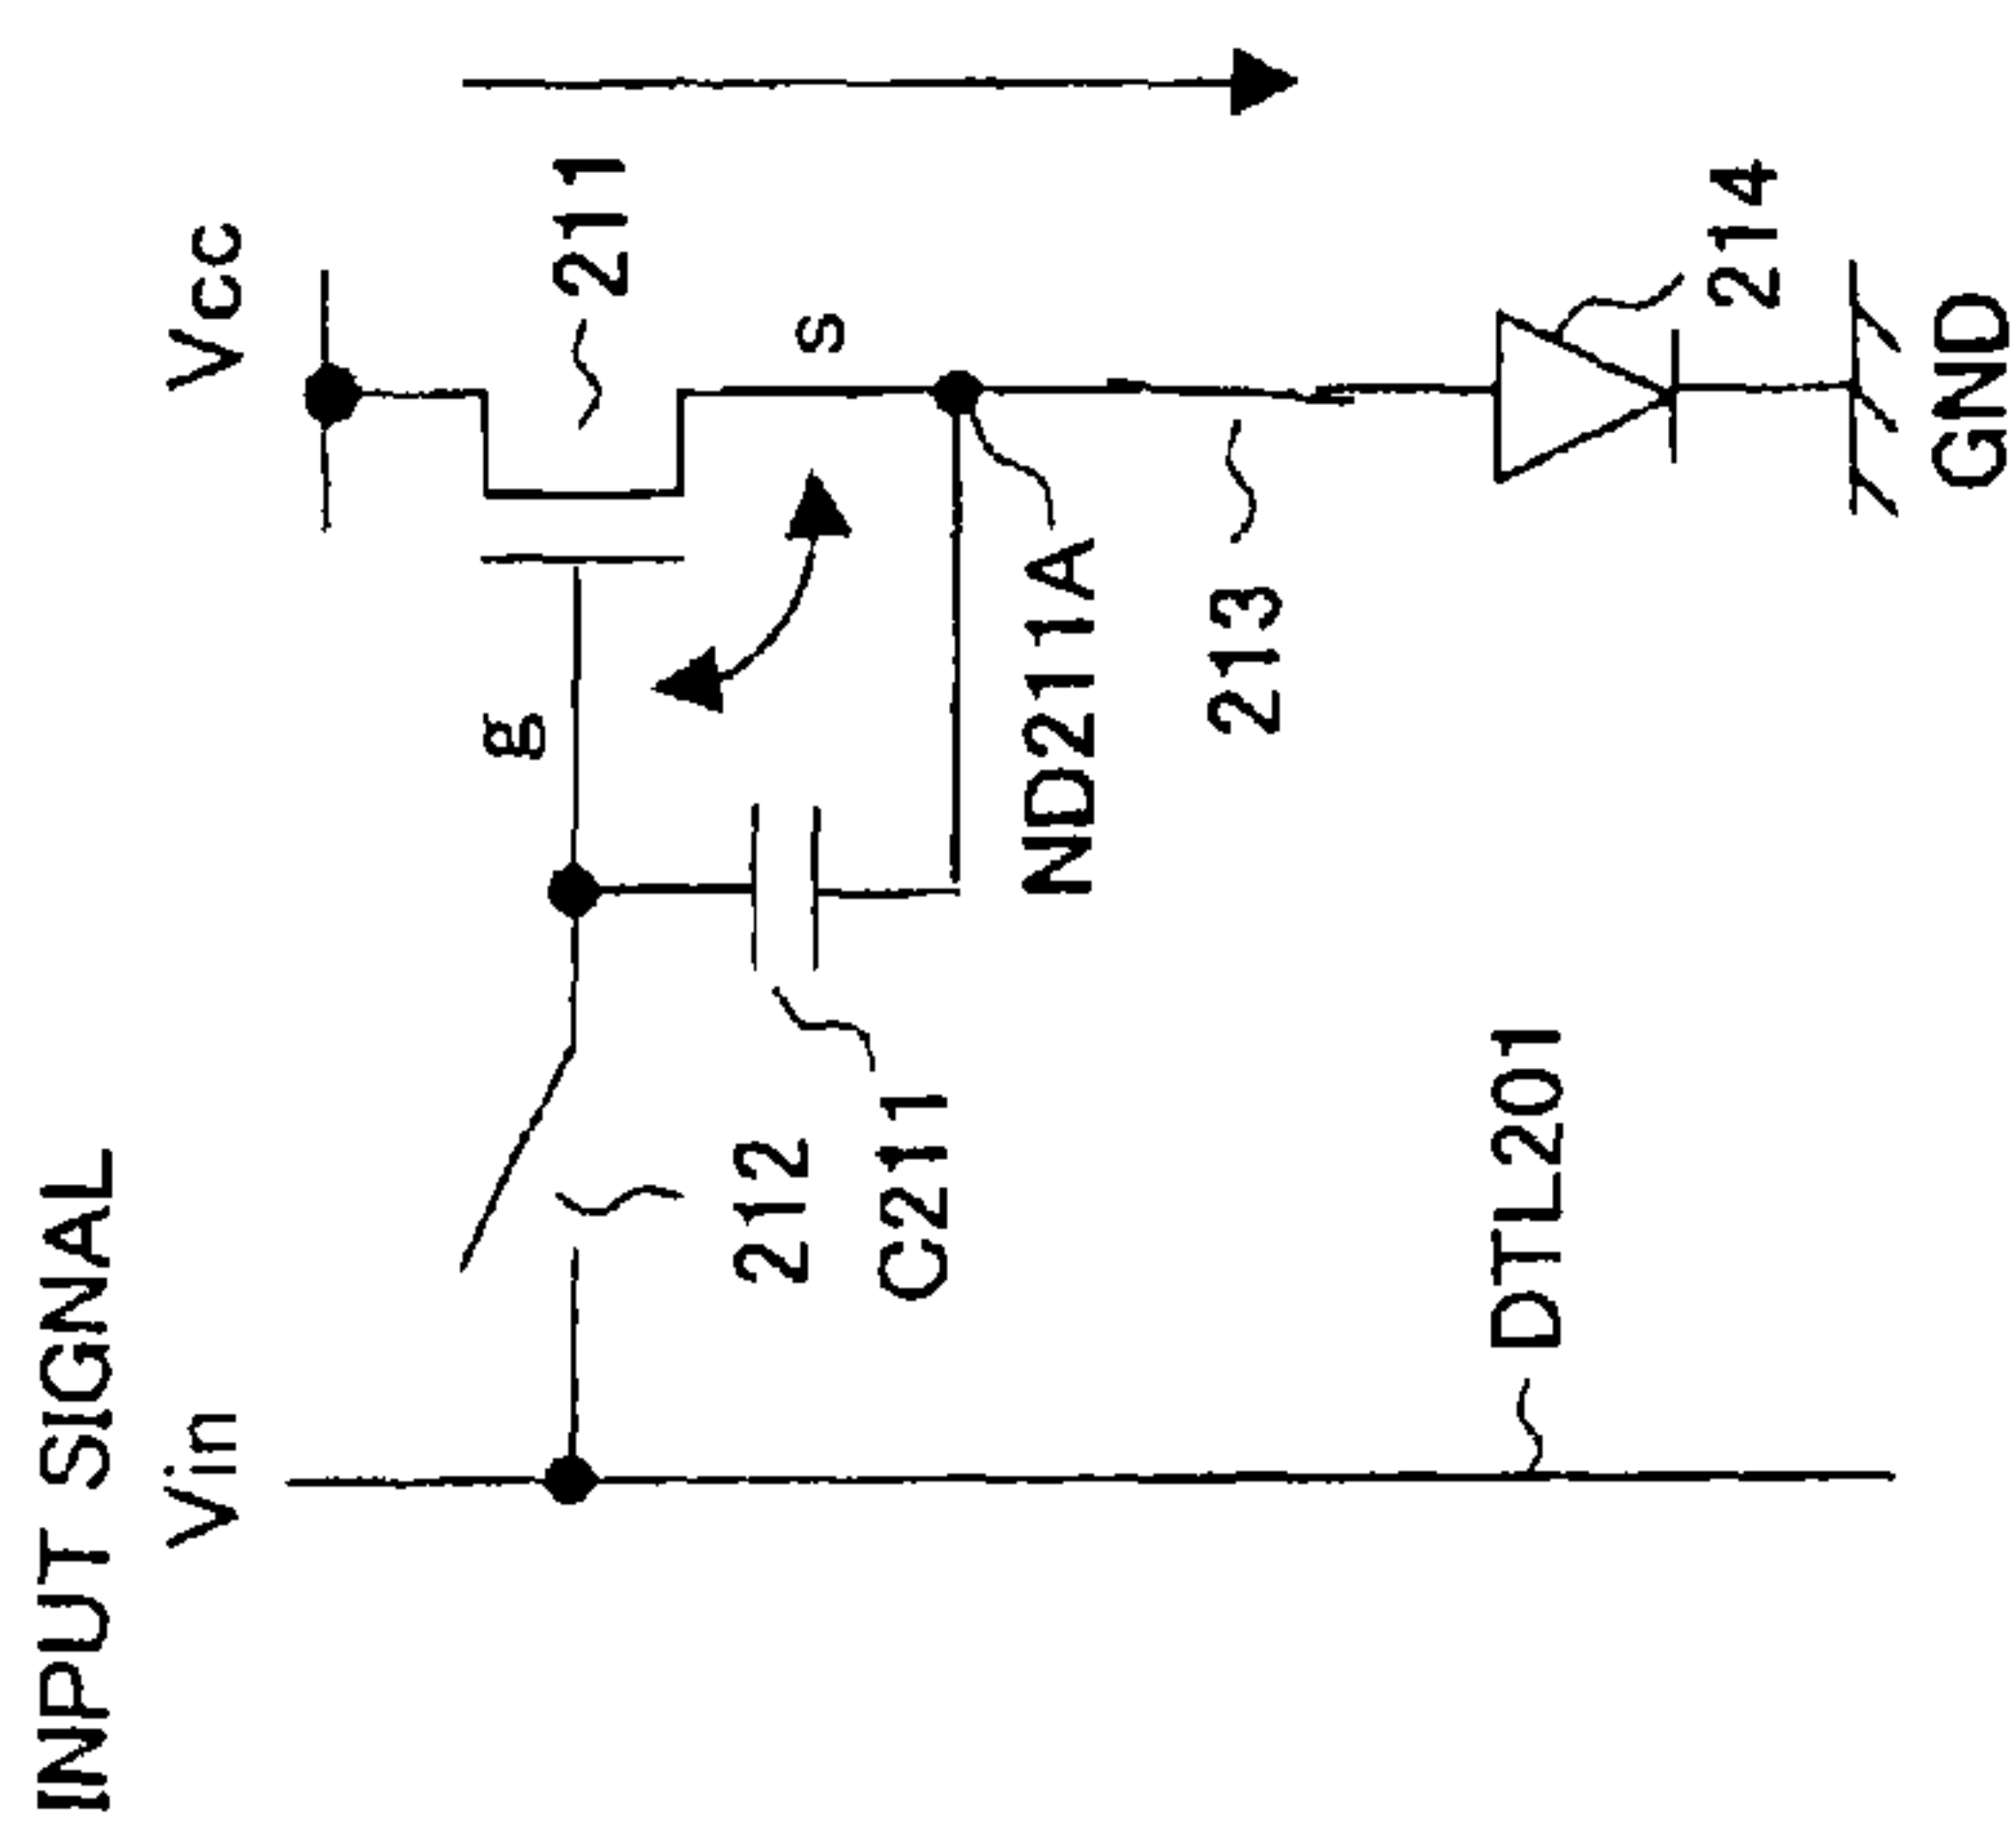 INPUT SIGNAL
Vin
Vcc
211
g
s
212
C211
ND211A
213
DTL201
214
GND